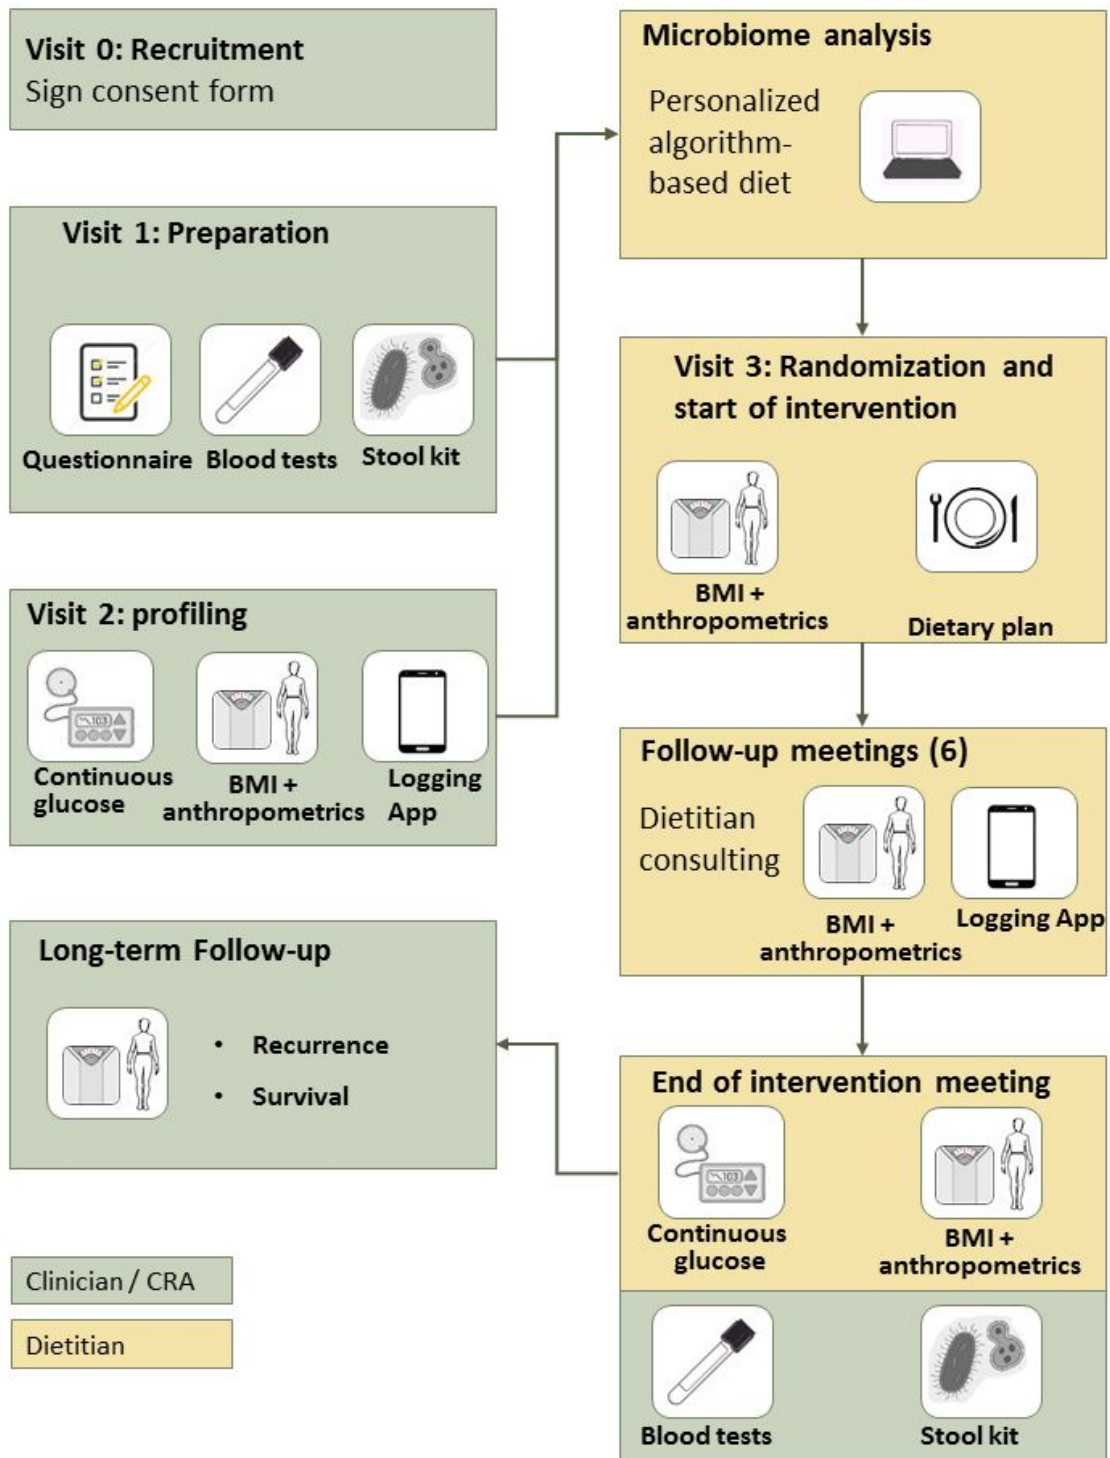 Visit 0: Recruitment
Sign consent form
Visit 1: Preparation
Questionnaire
Blood tests
Stool kit
Visit 2: profiling
103
Continuous
glucose
BMI +
anthropometrics
Logging
App
Long-term Follow-up
• Recurrence
• Survival
Clinician / CRA
Dietitian
Microbiome analysis
Personalized
algorithm-
based diet
Visit 3: Randomization and
start of intervention
BMI +
anthropometrics
Dietary plan
Follow-up meetings (6)
Dietitian
consulting
BMI +
anthropometrics
Logging App
End of intervention meeting
103
Continuous
glucose
BMI +
anthropometrics
Blood tests
Stool kit